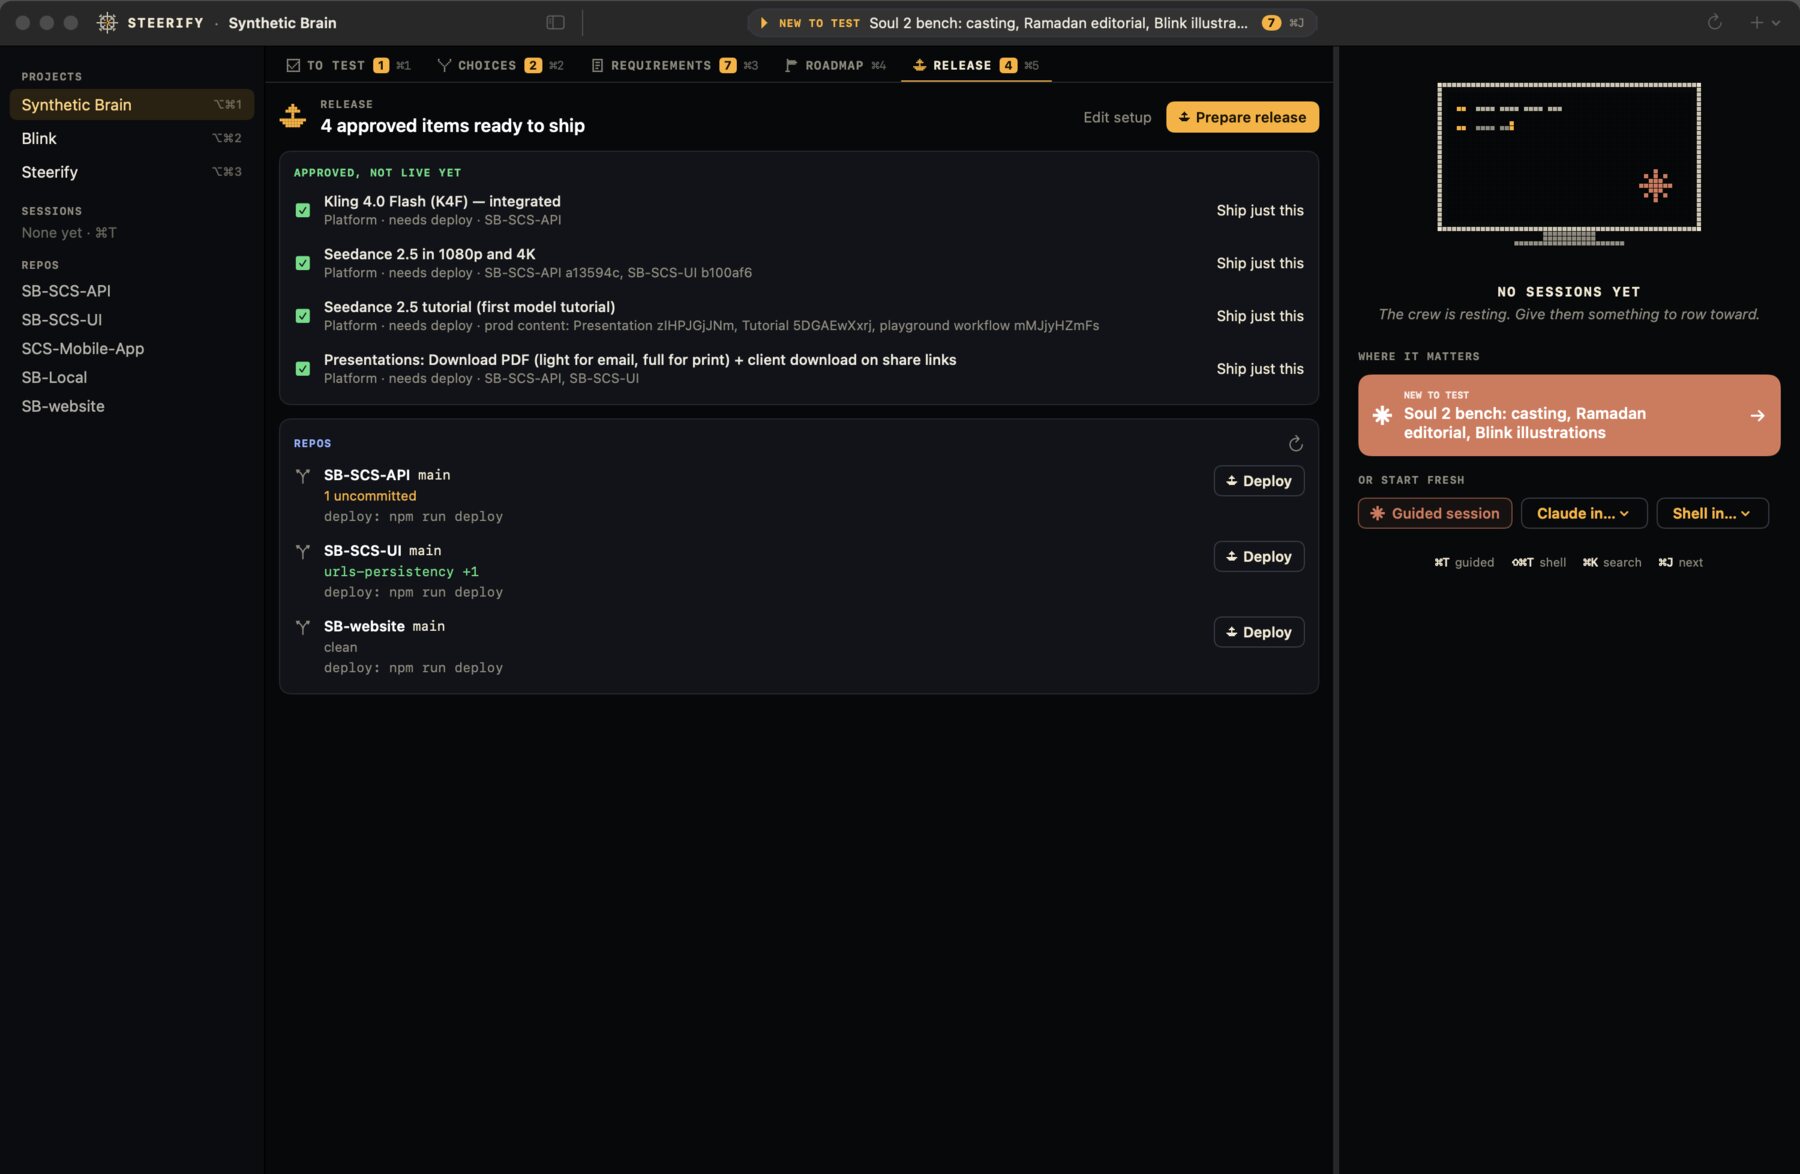 STEERIFY · Synthetic Brain
NEW TO TEST Soul 2 bench: casting, Ramadan editorial, Blink illustra... 7 ⌘J
PROJECTS
Synthetic Brain ⌥⌘1
Blink ⌥⌘2
Steerify ⌥⌘3
SESSIONS
None yet · ⌘T
REPOS
SB-SCS-API
SB-SCS-UI
SCS-Mobile-App
SB-Local
SB-website
TO TEST 1 ⌘1 CHOICES 2 ⌘2 REQUIREMENTS 7 ⌘3 ROADMAP ⌘4 RELEASE 4 ⌘5
RELEASE
4 approved items ready to ship
Edit setup
Prepare release
APPROVED, NOT LIVE YET
Kling 4.0 Flash (K4F) — integrated
Platform · needs deploy · SB-SCS-API
Ship just this
Seedance 2.5 in 1080p and 4K
Platform · needs deploy · SB-SCS-API a13594c, SB-SCS-UI b100af6
Ship just this
Seedance 2.5 tutorial (first model tutorial)
Platform · needs deploy · prod content: Presentation zIHPJGjJNm, Tutorial 5DGAEwXxrj, playground workflow mMJjyHZmFs
Ship just this
Presentations: Download PDF (light for email, full for print) + client download on share links
Platform · needs deploy · SB-SCS-API, SB-SCS-UI
Ship just this
REPOS
SB-SCS-API main
1 uncommitted
deploy: npm run deploy
Deploy
SB-SCS-UI main
urls-persistency +1
deploy: npm run deploy
Deploy
SB-website main
clean
deploy: npm run deploy
Deploy
NO SESSIONS YET
The crew is resting. Give them something to row toward.
WHERE IT MATTERS
NEW TO TEST
Soul 2 bench: casting, Ramadan
editorial, Blink illustrations
OR START FRESH
Guided session
Claude in...
Shell in...
⌘T guided ⇧⌘T shell ⌘K search ⌘J next